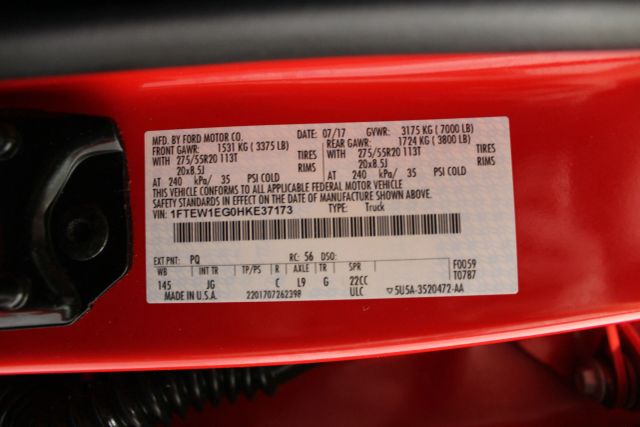 MFD. BY FORD MOTOR CO. DATE: 07/17 GVWR: 3175 KG ( 7000 LB)
FRONT GAWR: 1531 KG ( 3375 LB) REAR GAWR: 1724 KG ( 3800 LB)
WITH 275/55R20 113T TIRES WITH 275/55R20 113T TIRES
20x8.5J RIMS 20x8.5J RIMS
AT 240 kPa/ 35 PSI COLD AT 240 kPa/ 35 PSI COLD
THIS VEHICLE CONFORMS TO ALL APPLICABLE FEDERAL MOTOR VEHICLE
SAFETY STANDARDS IN EFFECT ON THE DATE OF MANUFACTURE SHOWN ABOVE.
VIN: 1FTEW1EG0HKE37173 TYPE: Truck
EXT PNT: PQ RC: 56 DSO: F0059
WB INT TR TP/PS R AXLE TR SPR T0787
145 JG C L9 G 22CC
MADE IN U.S.A. 2201707262398 ULC ▽5U5A-3520472-AA